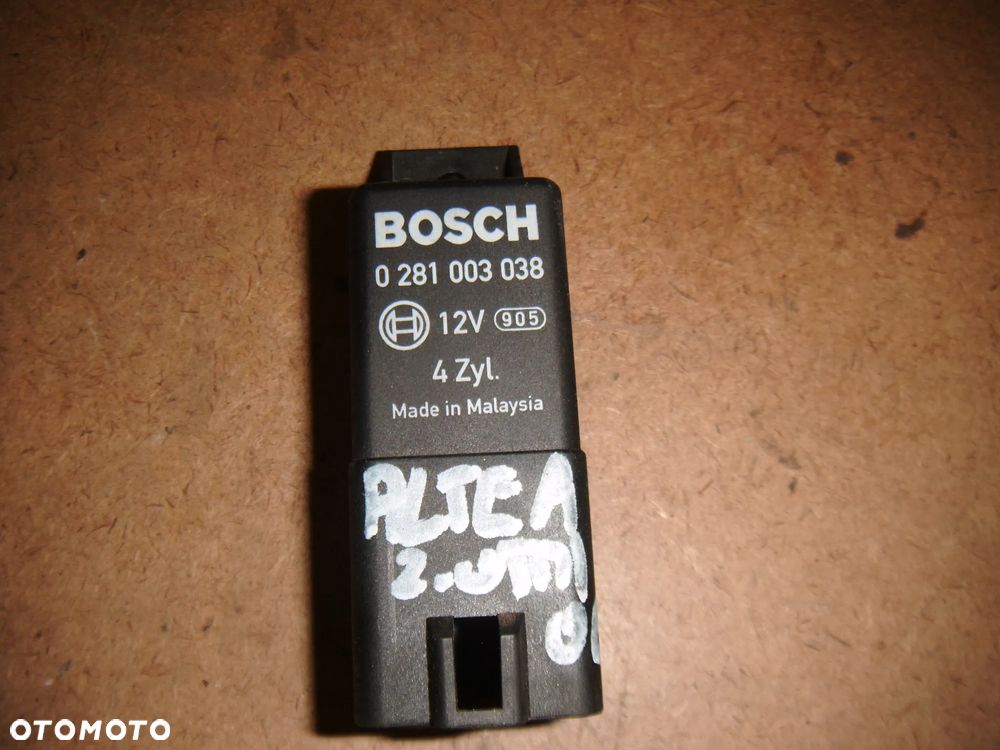 BOSCH
0 281 003 038
12V 905
4 Zyl.
Made in Malaysia
ALTEA
OTOMOTO